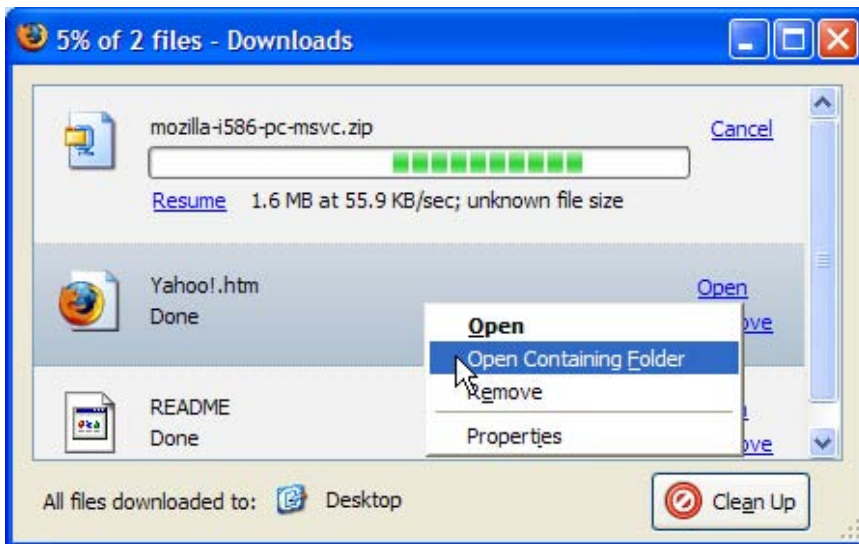 5% of 2 files - Downloads
mozilla-i586-pc-msvc.zip
Cancel
Resume 1.6 MB at 55.9 KB/sec; unknown file size
Yahoo!.htm
Open
Done
Open
Open Containing Folder
Remove
README
Done
Properties
All files downloaded to: Desktop
Clean Up